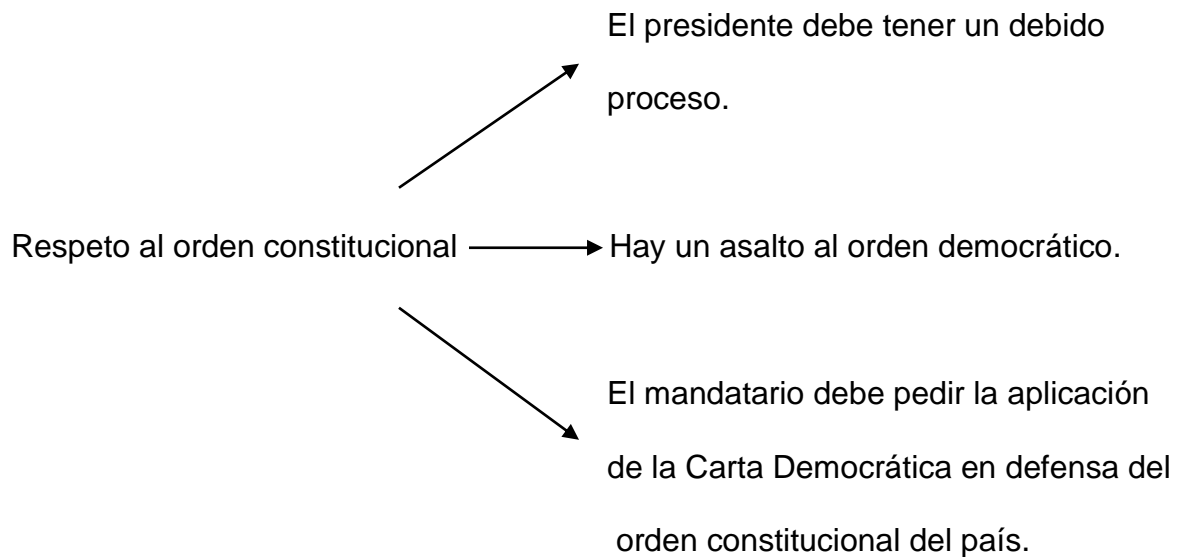 El presidente debe tener un debido
proceso.
Respeto al orden constitucional
Hay un asalto al orden democrático.
El mandatario debe pedir la aplicación
de la Carta Democrática en defensa del
orden constitucional del país.